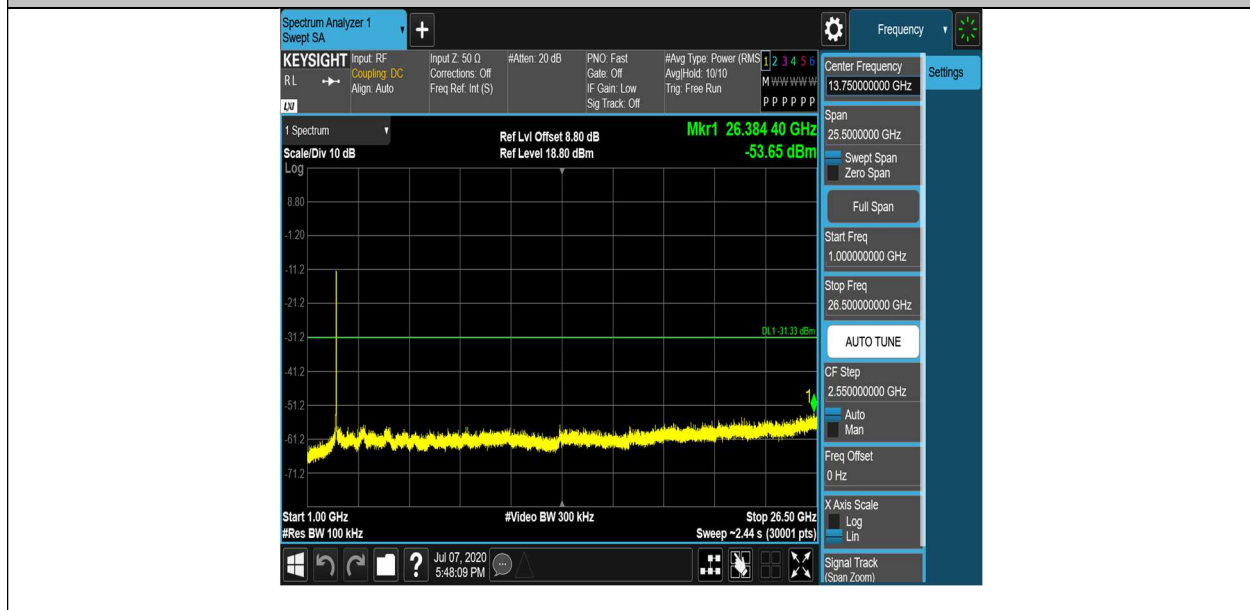 Spectrum Analyzer 1
Swept SA
+
Frequency
KEYSIGHT
RL
LXI
Input: RF
Coupling: DC
Align: Auto
Input Z: 50 Ω
Corrections: Off
Freq Ref: Int (S)
#Atten: 20 dB
PNO: Fast
Gate: Off
IF Gain: Low
Sig Track: Off
#Avg Type: Power (RMS
Avg|Hold: 10/10
Trig: Free Run
1 2 3 4 5 6
M W W W W W
P P P P P P
Center Frequency
13.750000000 GHz
Settings
1 Spectrum
Scale/Div 10 dB
Log
Ref Lvl Offset 8.80 dB
Ref Level 18.80 dBm
Mkr1 26.384 40 GHz
-53.65 dBm
Span
25.5000000 GHz
Swept Span
Zero Span
Full Span
Start Freq
1.000000000 GHz
Stop Freq
26.500000000 GHz
AUTO TUNE
CF Step
2.550000000 GHz
Auto
Man
Freq Offset
0 Hz
X Axis Scale
Log
Lin
Signal Track
(Span Zoom)
8.80
-1.20
-11.2
-21.2
-31.2
-41.2
-51.2
-61.2
-71.2
DL1 -31.33 dBm
1
Start 1.00 GHz
#Res BW 100 kHz
#Video BW 300 kHz
Stop 26.50 GHz
Sweep ~2.44 s (30001 pts)
?
Jul 07, 2020
5:48:09 PM